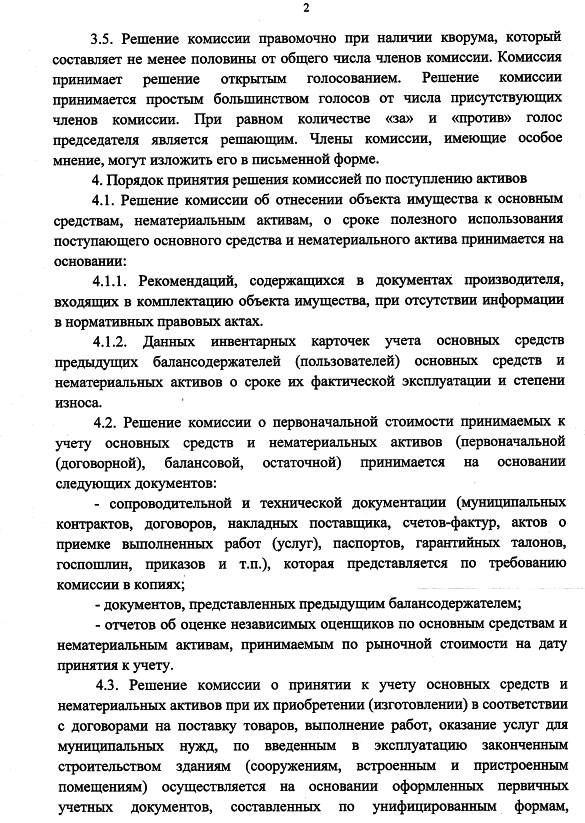 2
3.5. Решение комиссии правомочно при наличии кворума, который
составляет не менее половины от общего числа членов комиссии. Комиссия
принимает решение открытым голосованием. Решение комиссии
принимается простым большинством голосов от числа присутствующих
членов комиссии. При равном количестве «за» и «против» голос
председателя является решающим. Члены комиссии, имеющие особое
мнение, могут изложить его в письменной форме.
4. Порядок принятия решения комиссией по поступлению активов
4.1. Решение комиссии об отнесении объекта имущества к основным
средствам, нематериальным активам, о сроке полезного использования
поступающего основного средства и нематериального актива принимается на
основании:
4.1.1. Рекомендаций, содержащихся в документах производителя,
входящих в комплектацию объекта имущества, при отсутствии информации
в нормативных правовых актах.
4.1.2. Данных инвентарных карточек учета основных средств
предыдущих балансодержателей (пользователей) основных средств и
нематериальных активов о сроке их фактической эксплуатации и степени
износа.
4.2. Решение комиссии о первоначальной стоимости принимаемых к
учету основных средств и нематериальных активов (первоначальной
(договорной), балансовой, остаточной) принимается на основании
следующих документов:
- сопроводительной и технической документации (муниципальных
контрактов, договоров, накладных поставщика, счетов-фактур, актов о
приемке выполненных работ (услуг), паспортов, гарантийных талонов,
госпошлин, приказов и т.п.), которая представляется по требованию
комиссии в копиях;
- документов, представленных предыдущим балансодержателем;
- отчетов об оценке независимых оценщиков по основным средствам и
нематериальным активам, принимаемым по рыночной стоимости на дату
принятия к учету.
4.3. Решение комиссии о принятии к учету основных средств и
нематериальных активов при их приобретении (изготовлении) в соответствии
с договорами на поставку товаров, выполнение работ, оказание услуг для
муниципальных нужд, по введенным в эксплуатацию законченным
строительством зданиям (сооружениям, встроенным и пристроенным
помещениям) осуществляется на основании оформленных первичных
учетных документов, составленных по унифицированным формам,